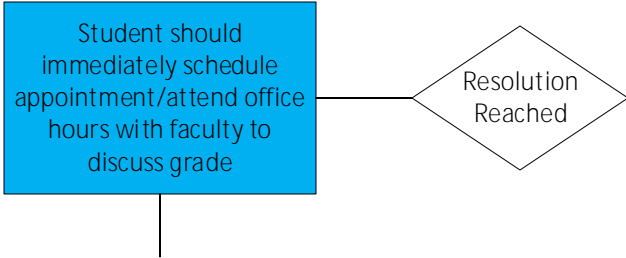 Student should
immediately schedule
appointment/attend office
hours with faculty to
discuss grade
Resolution
Reached